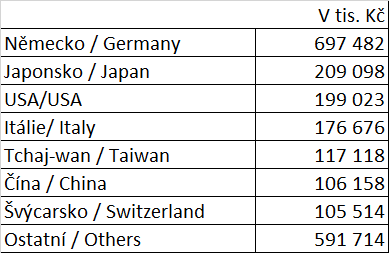 V tis. Kč
Německo / Germany 697 482
Japonsko / Japan 209 098
USA/USA 199 023
Itálie/ Italy 176 676
Tchaj-wan / Taiwan 117 118
Čína / China 106 158
Švýcarsko / Switzerland 105 514
Ostatní / Others 591 714